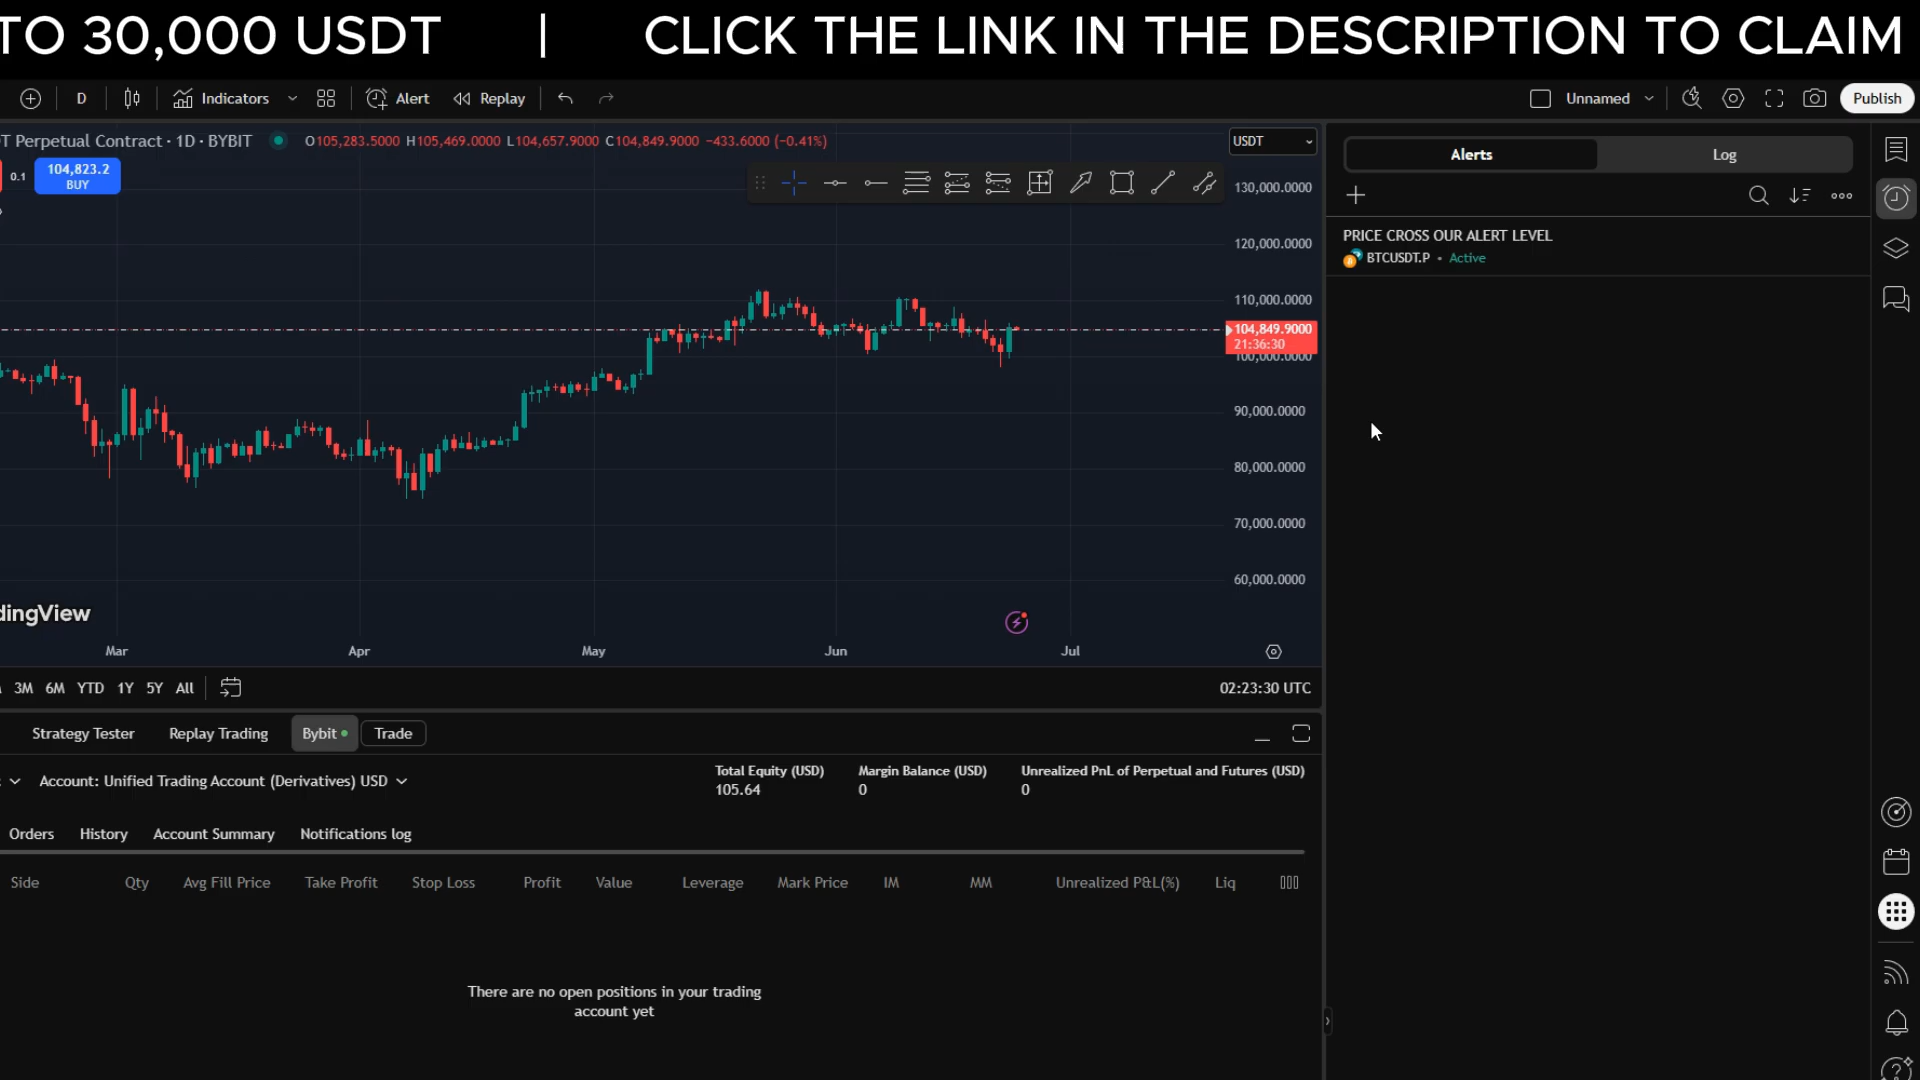 TO 30,000 USDT | CLICK THE LINK IN THE DESCRIPTION TO CLAIM
D Indicators Alert Replay Unnamed Publish
T Perpetual Contract · 1D · BYBIT O105,283.5000 H105,469.0000 L104,657.9000 C104,849.9000 −433.6000 (−0.41%) USDT
0.1 104,823.2
BUY
130,000.0000
120,000.0000
110,000.0000
104,849.9000
21:36:30
100,000.0000
90,000.0000
80,000.0000
70,000.0000
60,000.0000
dingView
Mar Apr May Jun Jul
3M 6M YTD 1Y 5Y All 02:23:30 UTC
Alerts Log
PRICE CROSS OUR ALERT LEVEL
BTCUSDT.P • Active
Strategy Tester Replay Trading Bybit Trade
Account: Unified Trading Account (Derivatives) USD
Total Equity (USD) Margin Balance (USD) Unrealized PnL of Perpetual and Futures (USD)
105.64 0 0
Orders History Account Summary Notifications log
Side Qty Avg Fill Price Take Profit Stop Loss Profit Value Leverage Mark Price IM MM Unrealized P&L(%) Liq
There are no open positions in your trading
account yet